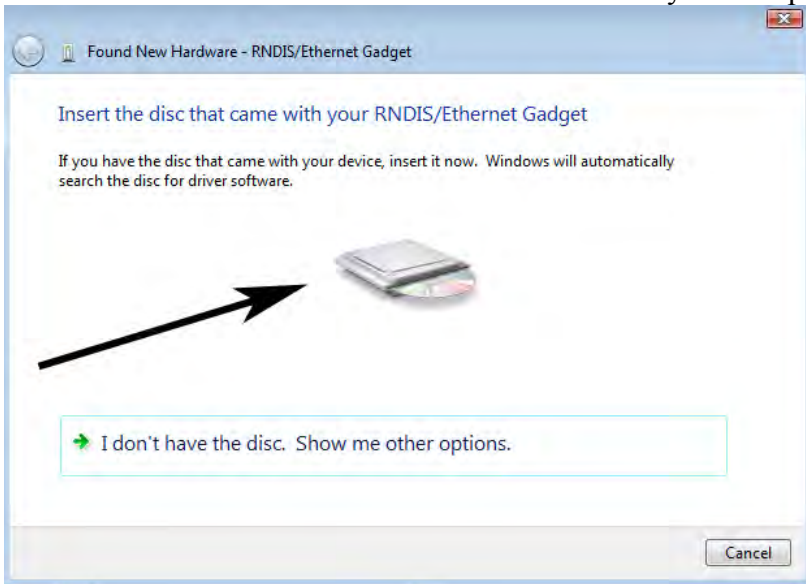 Found New Hardware - RNDIS/Ethernet Gadget
Insert the disc that came with your RNDIS/Ethernet Gadget
If you have the disc that came with your device, insert it now. Windows will automatically
search the disc for driver software.
I don't have the disc. Show me other options.
Cancel